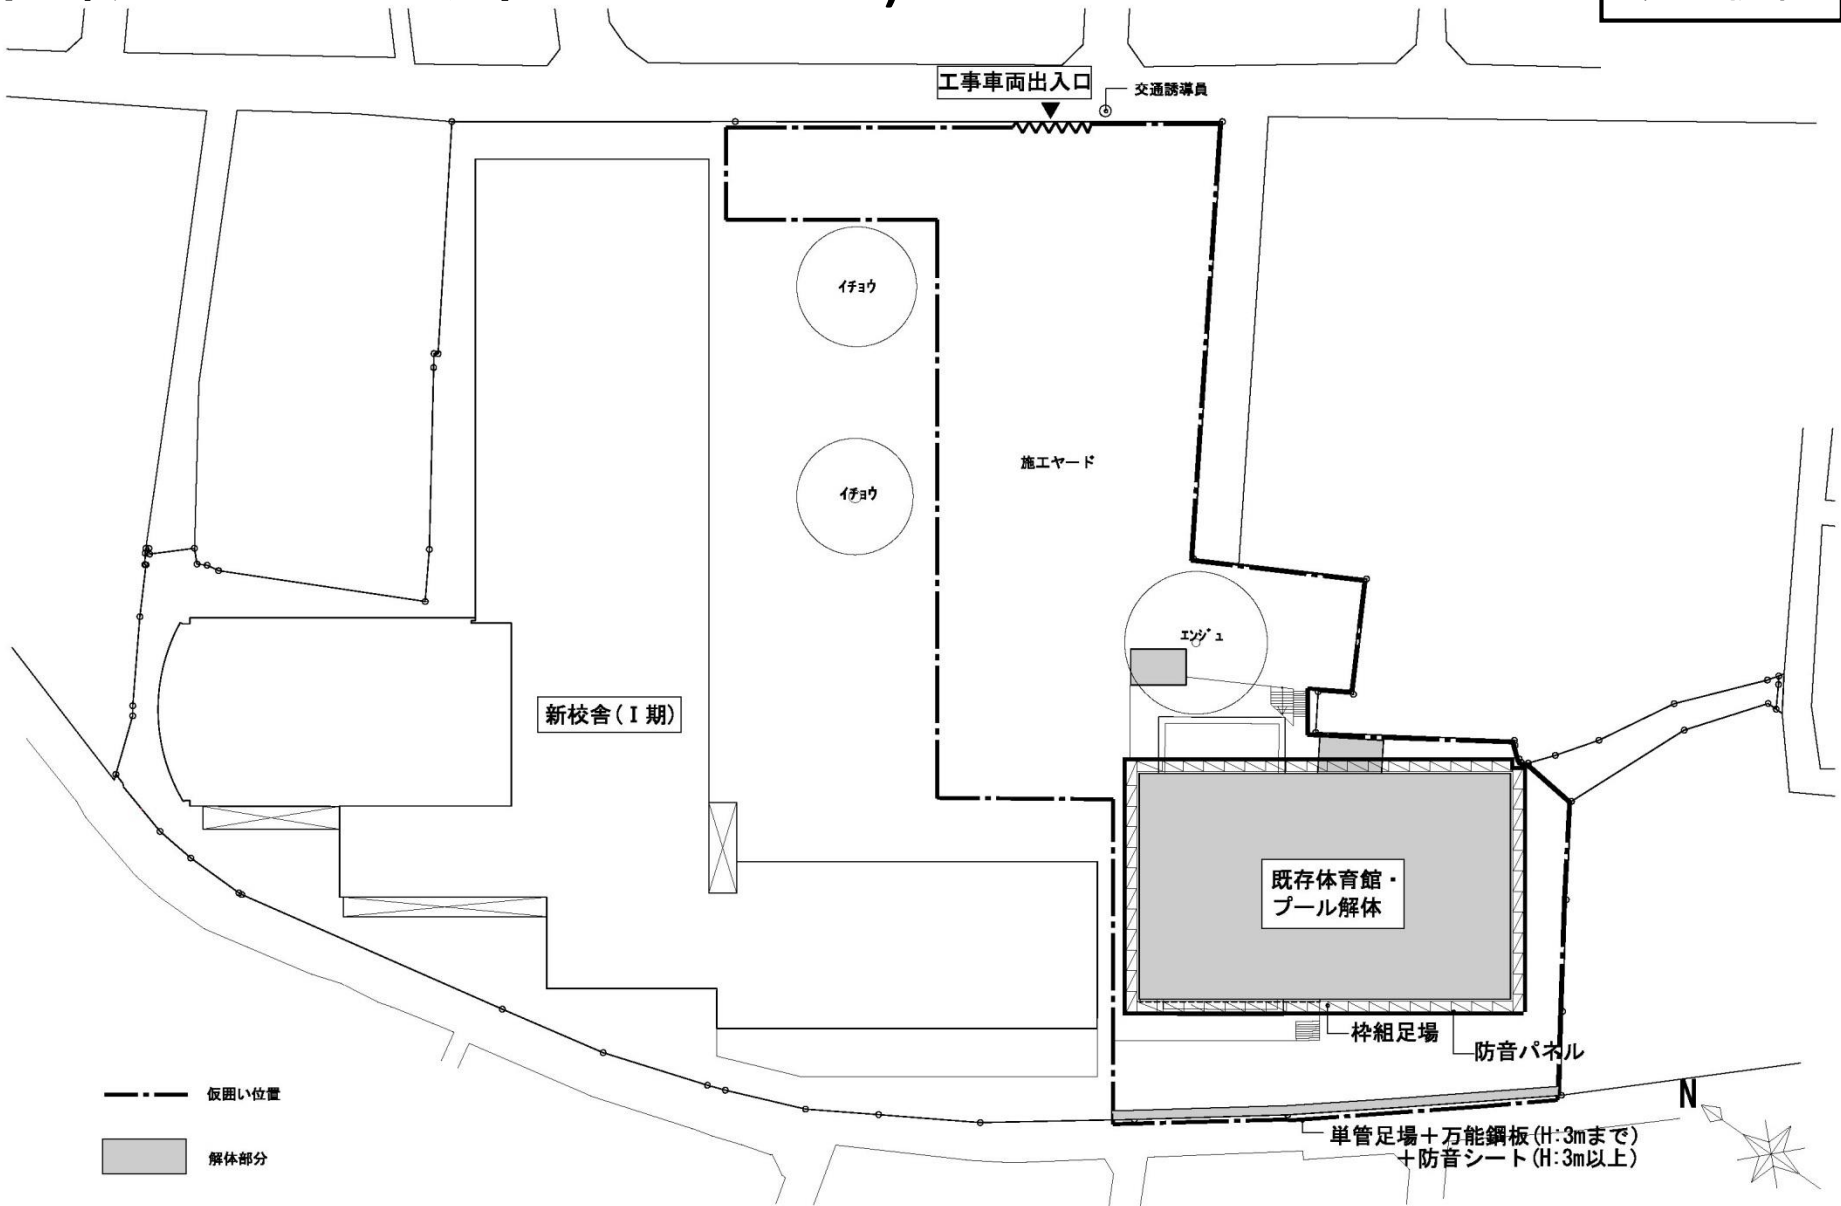 工事車両出入口
交通誘導員
イチョウ
イチョウ
施工ヤード
エンジュ
新校舎(Ⅰ期)
既存体育館・
プール解体
枠組足場
防音パネル
仮囲い位置
解体部分
単管足場＋万能鋼板(H:3mまで)
＋防音シート(H:3m以上)
N